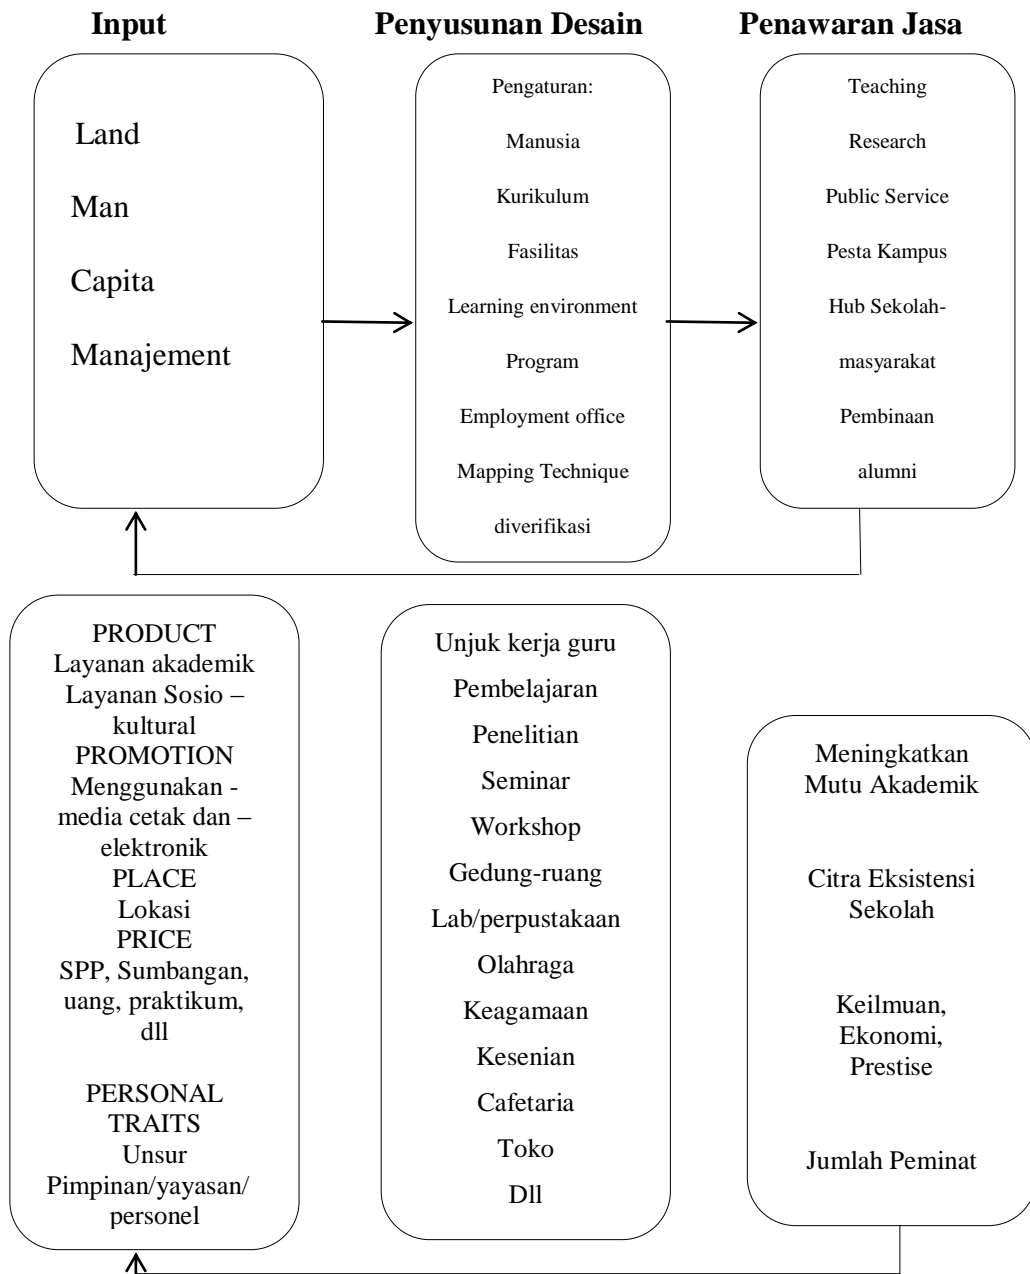 Input
Penyusunan Desain
Penawaran Jasa
Land
Man
Capita
Manajement
Pengaturan:
Manusia
Kurikulum
Fasilitas
Learning environment
Program
Employment office
Mapping Technique
diverifikasi
Teaching
Research
Public Service
Pesta Kampus
Hub Sekolah-
masyarakat
Pembinaan
alumni
PRODUCT
Layanan akademik
Layanan Sosio –
kultural
PROMOTION
Menggunakan -
media cetak dan –
elektronik
PLACE
Lokasi
PRICE
SPP, Sumbangan,
uang, praktikum,
dll
PERSONAL
TRAITS
Unsur
Pimpinan/yayasan/
personel
Unjuk kerja guru
Pembelajaran
Penelitian
Seminar
Workshop
Gedung-ruang
Lab/perpustakaan
Olahraga
Keagamaan
Kesenian
Cafetaria
Toko
Dll
Meningkatkan
Mutu Akademik
Citra Eksistensi
Sekolah
Keilmuan,
Ekonomi,
Prestise
Jumlah Peminat